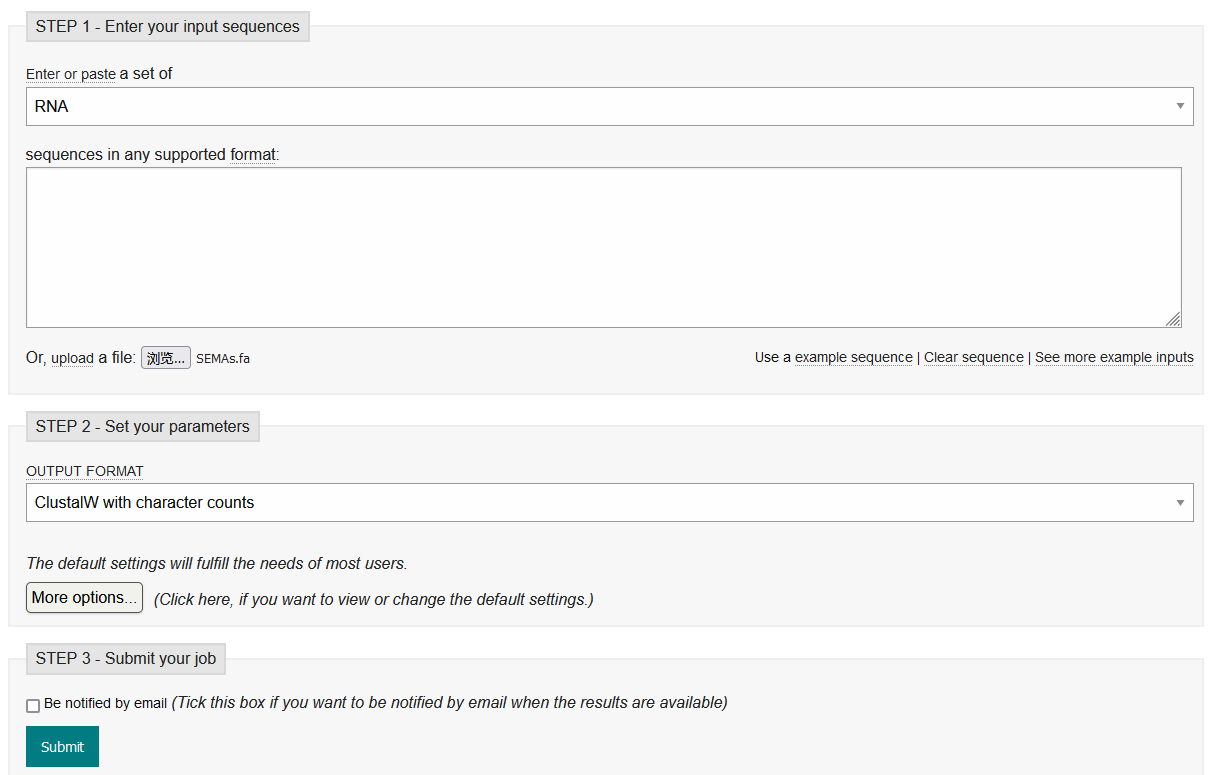 STEP 1 - Enter your input sequences
Enter or paste a set of
RNA
sequences in any supported format:
Or, upload a file: 浏览... SEMAs.fa
Use a example sequence | Clear sequence | See more example inputs
STEP 2 - Set your parameters
OUTPUT FORMAT
ClustalW with character counts
The default settings will fulfill the needs of most users.
More options... (Click here, if you want to view or change the default settings.)
STEP 3 - Submit your job
Be notified by email (Tick this box if you want to be notified by email when the results are available)
Submit